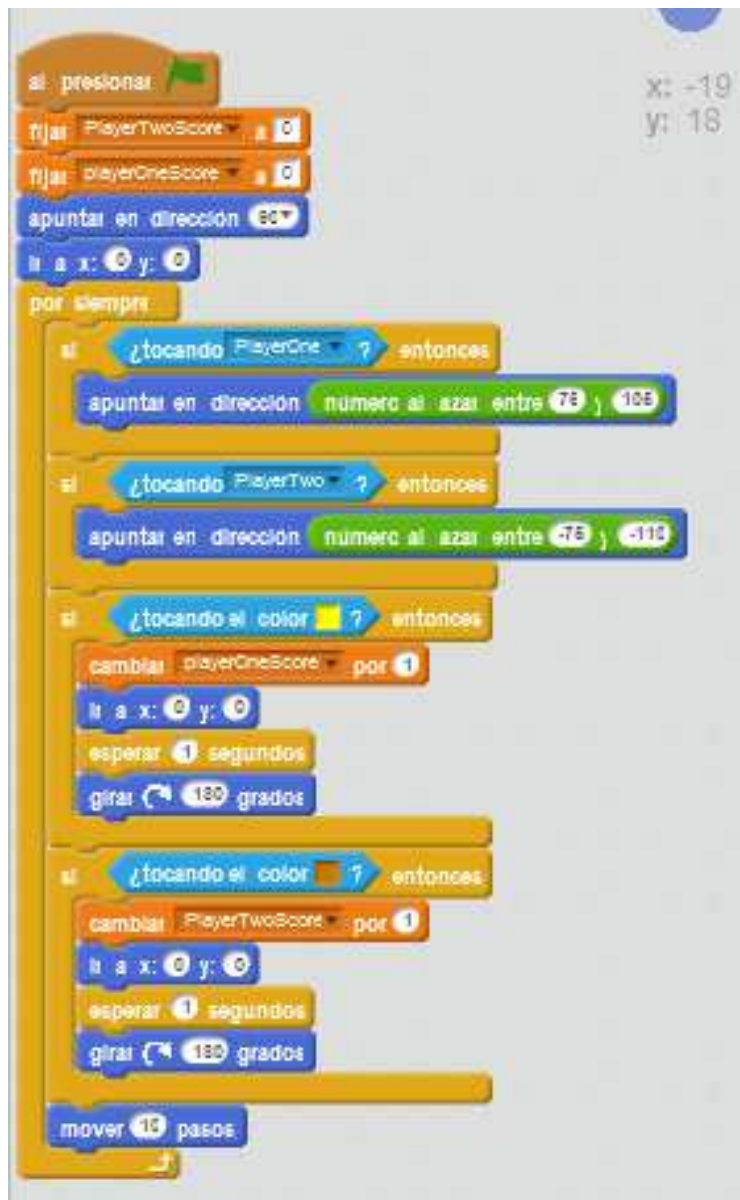 al presionar
x: -19
y: 18
fijar PlayerTwoScore a 0
fijar playerOneScore a 0
apuntar en dirección 90
ir a x: 0 y: 0
por siempre
si ¿tocando PlayerOne ? entonces
apuntar en dirección número al azar entre 75 y
si ¿tocando PlayerTwo ? entonces
apuntar en dirección número al azar entre -75 y -110
si ¿tocando el color ? entonces
cambiar playerOneScore por 1
ir a x: 0 y: 0
esperar 1 segundos
girar 180 grados
si ¿tocando el color ? entonces
cambiar PlayerTwoScore por 1
ir a x: 0 y: 0
esperar 1 segundos
girar 180 grados
mover pasos